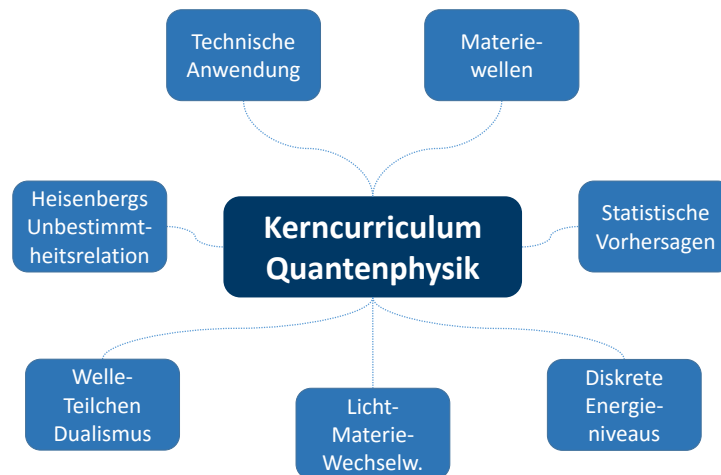 Technische
Anwendung
Materie-
wellen
Heisenbergs
Unbestimmt-
heitsrelation
Kerncurriculum
Quantenphysik
Statistische
Vorhersagen
Welle-
Teilchen
Dualismus
Licht-
Materie-
Wechselw.
Diskrete
Energie-
niveaus